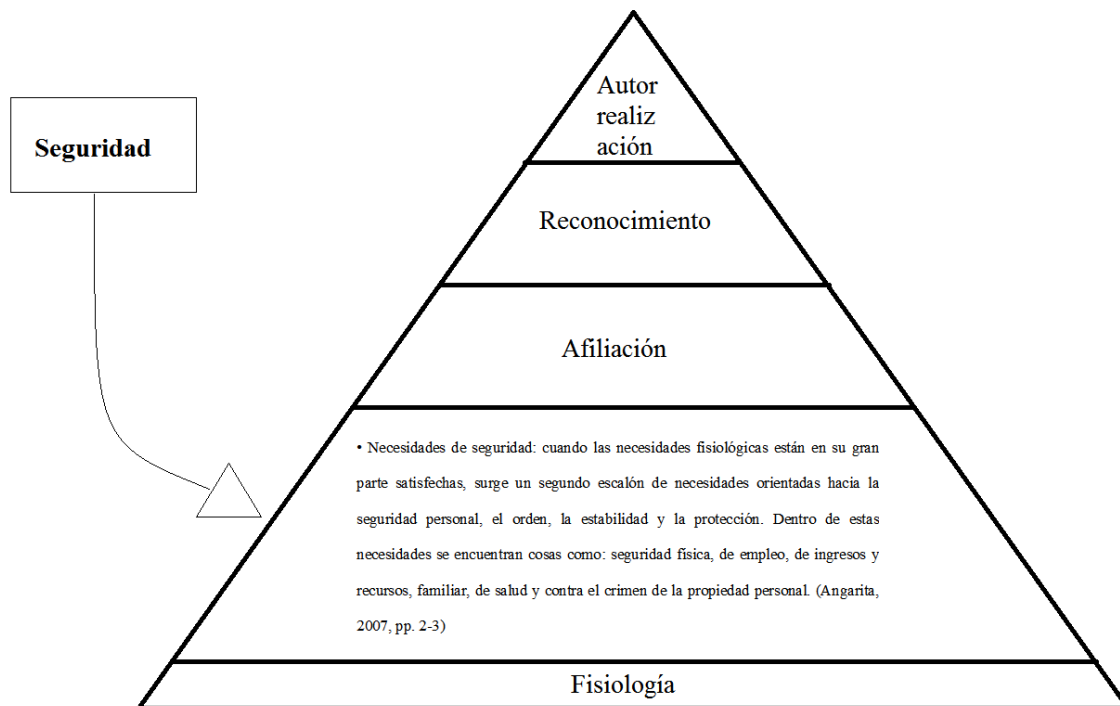 Autor
realiz
ación
Seguridad
Reconocimiento
Afiliación
• Necesidades de seguridad: cuando las necesidades fisiológicas están en su gran
parte satisfechas, surge un segundo escalón de necesidades orientadas hacia la
seguridad personal, el orden, la estabilidad y la protección. Dentro de estas
necesidades se encuentran cosas como: seguridad física, de empleo, de ingresos y
recursos, familiar, de salud y contra el crimen de la propiedad personal. (Angarita,
2007, pp. 2-3)
Fisiología